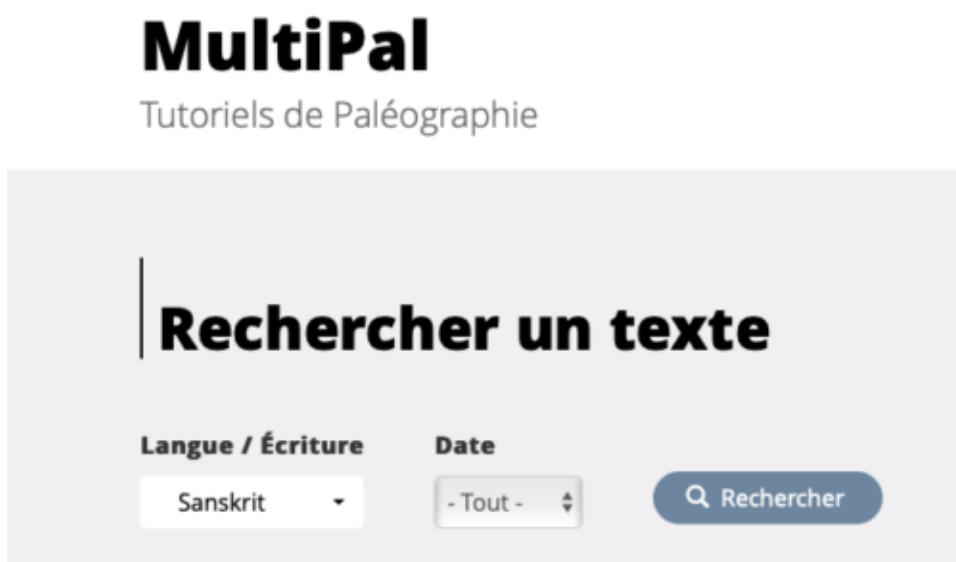 MultiPal
Tutoriels de Paléographie
Rechercher un texte
Langue / Écriture Date
Sanskrit - Tout - Rechercher